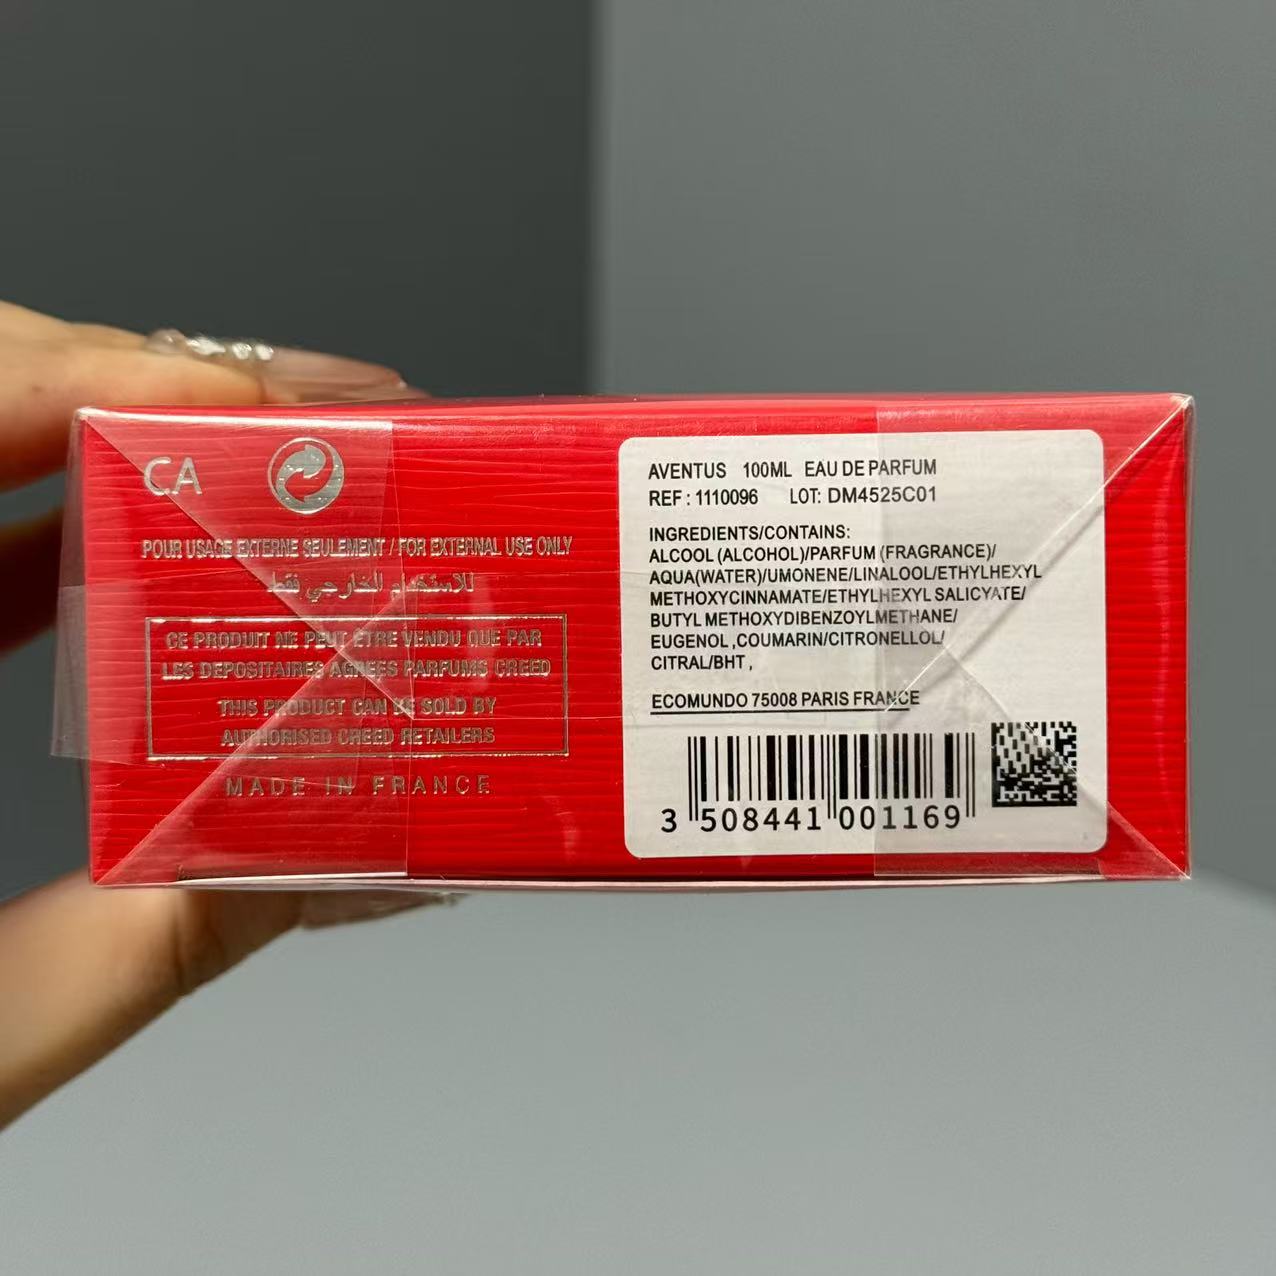 CA
POUR USAGE EXTERNE SEULEMENT / FOR EXTERNAL USE ONLY
للاستخدام الخارجي فقط
CE PRODUIT NE PEUT ETRE VENDU QUE PAR
LES DEPOSITAIRES AGREES PARFUMS CREED
THIS PRODUCT CAN BE SOLD BY
AUTHORISED CREED RETAILERS
MADE IN FRANCE
AVENTUS 100ML EAU DE PARFUM
REF : 1110096 LOT: DM4525C01
INGREDIENTS/CONTAINS:
ALCOOL (ALCOHOL)/PARFUM (FRAGRANCE)/
AQUA(WATER)/UMONENE/LINALOOL/ETHYLHEXYL
METHOXYCINNAMATE/ETHYLHEXYL SALICYATE/
BUTYL METHOXYDIBENZOYLMETHANE/
EUGENOL ,COUMARIN/CITRONELLOL/
CITRAL/BHT ,
ECOMUNDO 75008 PARIS FRANCE
3 508441 001169